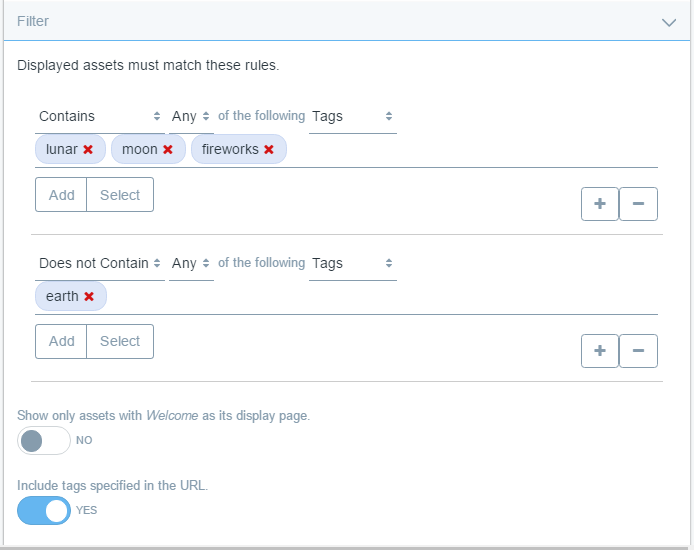 Filter
Displayed assets must match these rules.
Contains Any of the following Tags
lunar moon fireworks
Add Select
Does not Contain Any of the following Tags
earth
Add Select
Show only assets with Welcome as its display page.
NO
Include tags specified in the URL.
YES